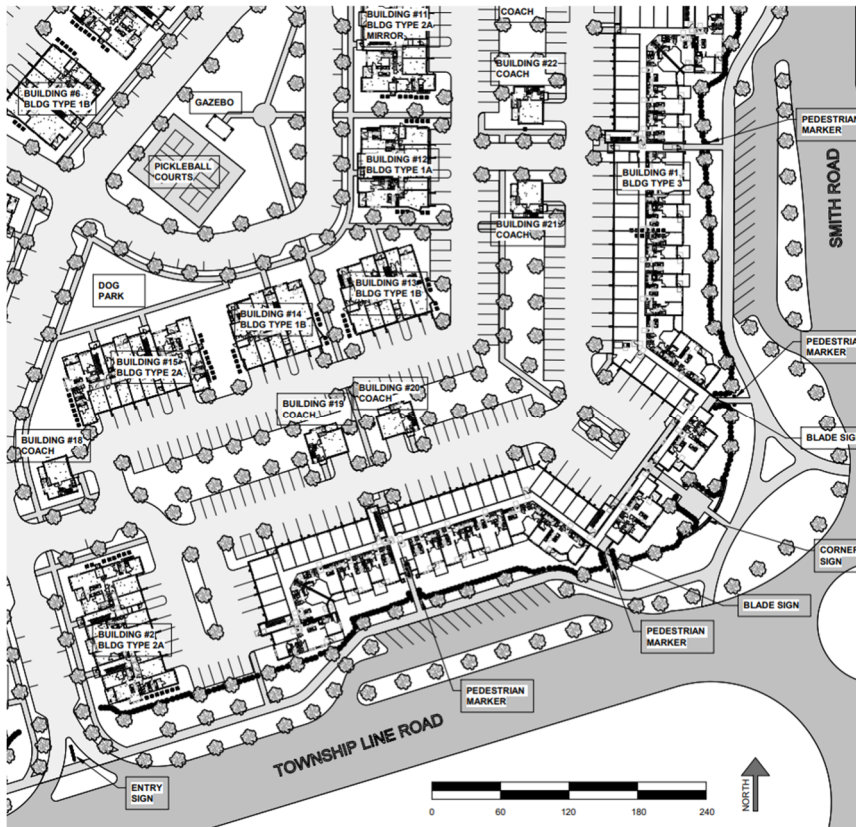 COACH
BUILDING #11
BLDG TYPE 2A
MIRROR
BUILDING #22
COACH
BUILDING #6
BLDG TYPE 1B
GAZEBO
PEDESTRIAN
MARKER
PICKLEBALL
COURTS
BUILDING #12
BLDG TYPE 1A
BUILDING #1
BLDG TYPE 3
SMITH ROAD
BUILDING #21
COACH
DOG
PARK
BUILDING #13
BLDG TYPE 1B
BUILDING #14
BLDG TYPE 1B
PEDESTRIA
MARKER
BUILDING #15
BLDG TYPE 2A
BUILDING #20
COACH
BUILDING #19
COACH
BUILDING #18
COACH
BLADE SIG
CORNER
SIGN
BLADE SIGN
BUILDING #2
BLDG TYPE 2A
PEDESTRIAN
MARKER
PEDESTRIAN
MARKER
TOWNSHIP LINE ROAD
ENTRY
SIGN
NORTH
0 60 120 180 240